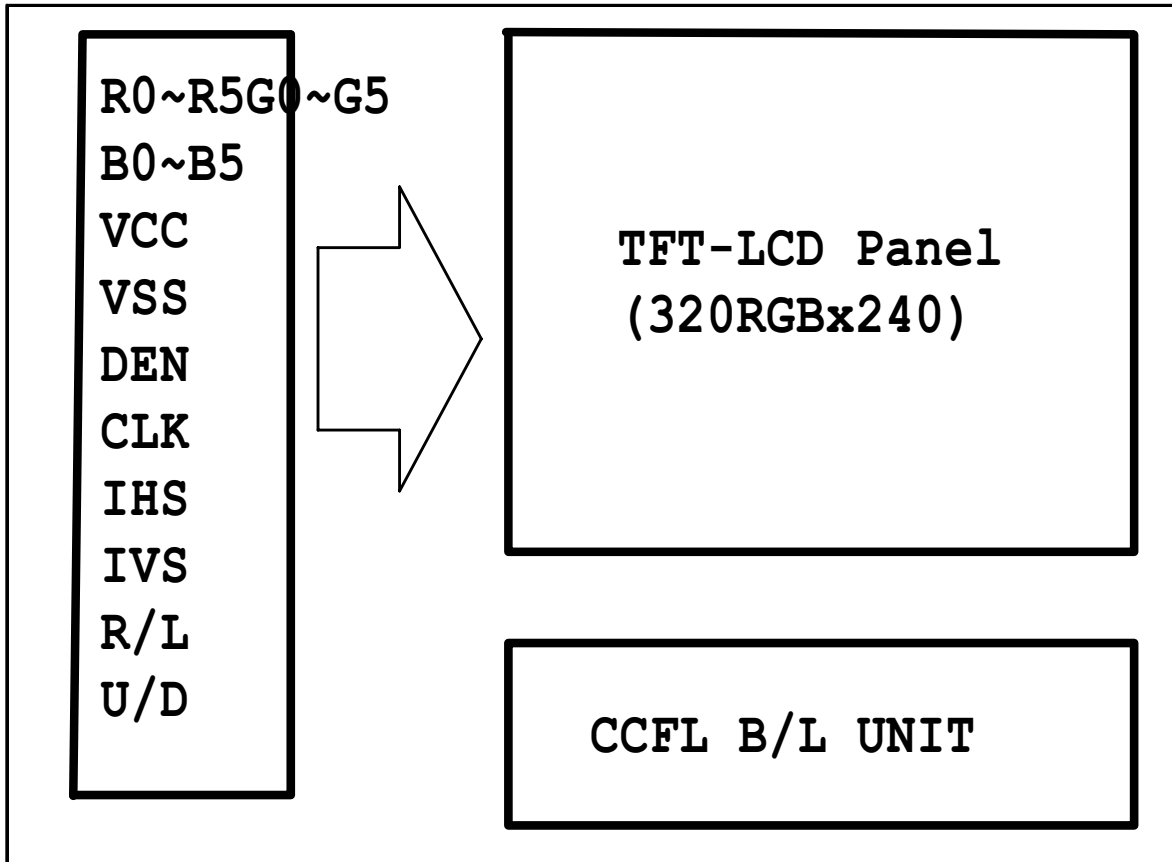 R0~R5G0~G5
B0~B5
VCC
VSS
DEN
CLK
IHS
IVS
R/L
U/D
TFT-LCD Panel
(320RGBx240)
CCFL B/L UNIT